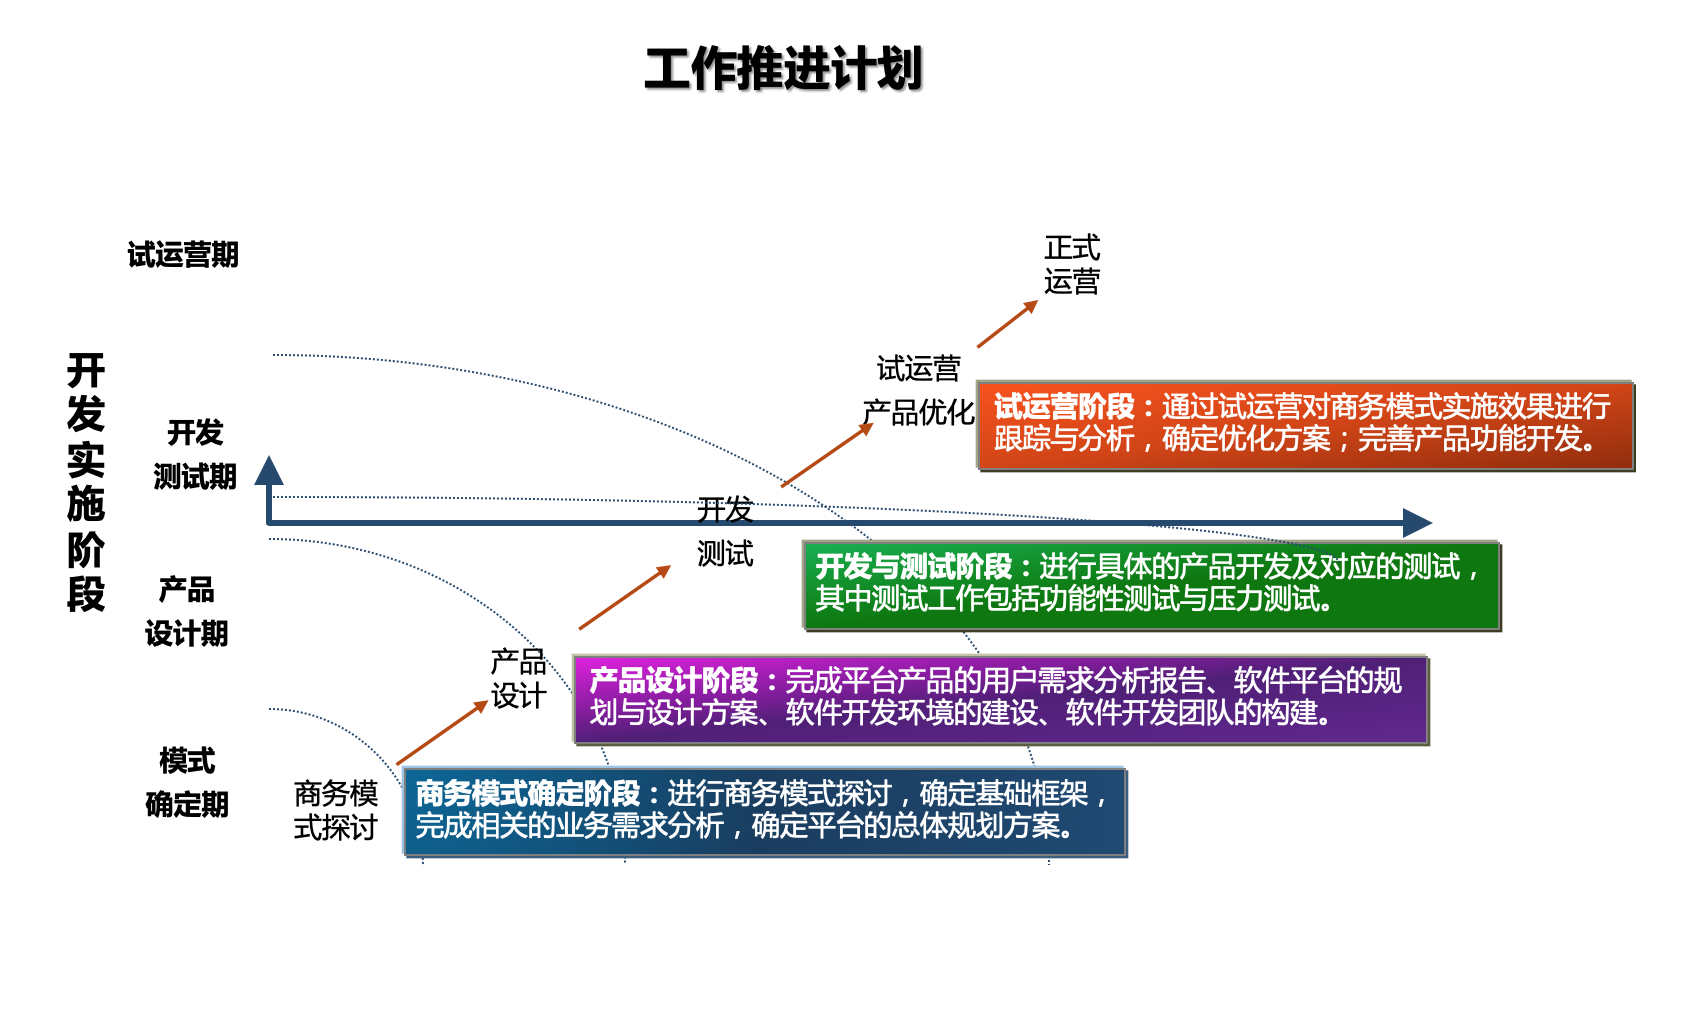 工作推进计划
试运营期
开发
测试期
产品
设计期
模式
确定期
开
发
实
施
阶
段
正式
运营
试运营
产品优化
试运营阶段：通过试运营对商务模式实施效果进行
跟踪与分析，确定优化方案；完善产品功能开发。
开发
测试
开发与测试阶段：进行具体的产品开发及对应的测试，
其中测试工作包括功能性测试与压力测试。
产品
设计
产品设计阶段：完成平台产品的用户需求分析报告、软件平台的规
划与设计方案、软件开发环境的建设、软件开发团队的构建。
商务模
式探讨
商务模式确定阶段：进行商务模式探讨，确定基础框架，
完成相关的业务需求分析，确定平台的总体规划方案。